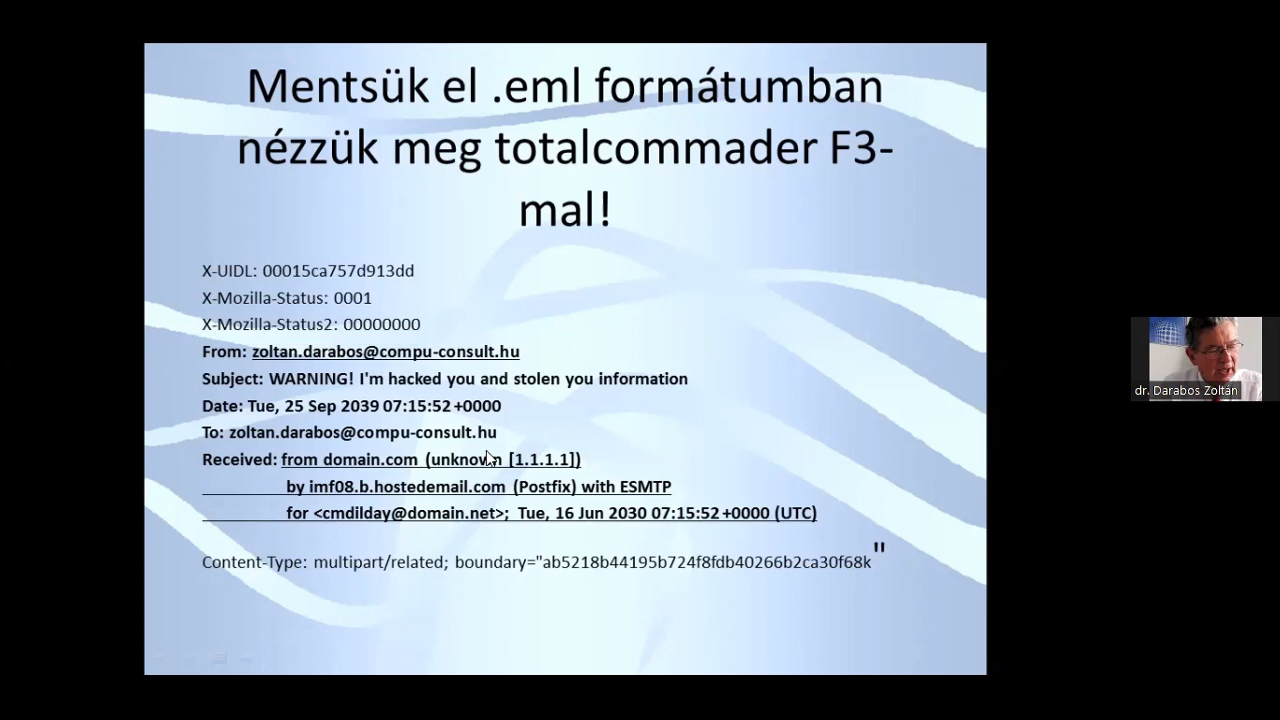 Mentsük el .eml formátumban
nézzük meg totalcommader F3-
mal!
X-UIDL: 00015ca757d913dd
X-Mozilla-Status: 0001
X-Mozilla-Status2: 00000000
From: zoltan.darabos@compu-consult.hu
Subject: WARNING! I'm hacked you and stolen you information
Date: Tue, 25 Sep 2039 07:15:52 +0000
To: zoltan.darabos@compu-consult.hu
Received: from domain.com (unknown [1.1.1.1])
by imf08.b.hostedemail.com (Postfix) with ESMTP
for <cmdilday@domain.net>; Tue, 16 Jun 2030 07:15:52 +0000 (UTC)
Content-Type: multipart/related; boundary="ab5218b44195b724f8fdb40266b2ca30f68k"
dr. Darabos Zoltán